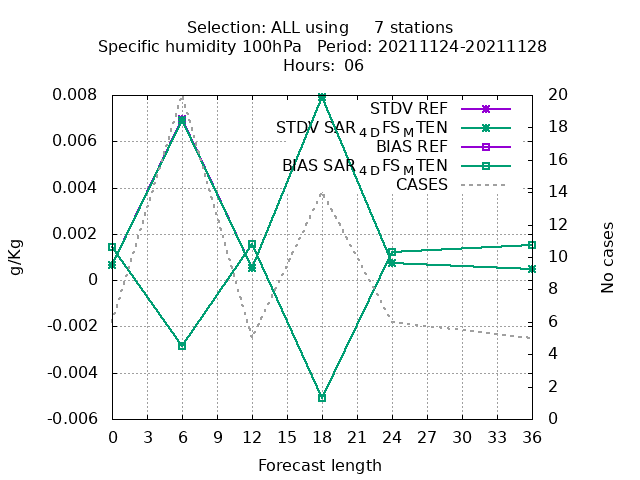 Selection: ALL using     7 stations
Specific humidity 100hPa   Period: 20211124-20211128
Hours: 06
STDV REF
STDV SAR4DFSMTEN
BIAS REF
BIAS SAR4DFSMTEN
CASES
0.008
0.006
0.004
0.002
0
-0.002
-0.004
-0.006
g/Kg
20
18
16
14
12
10
8
6
4
2
0
No cases
0 3 6 9 12 15 18 21 24 27 30 33 36
Forecast length